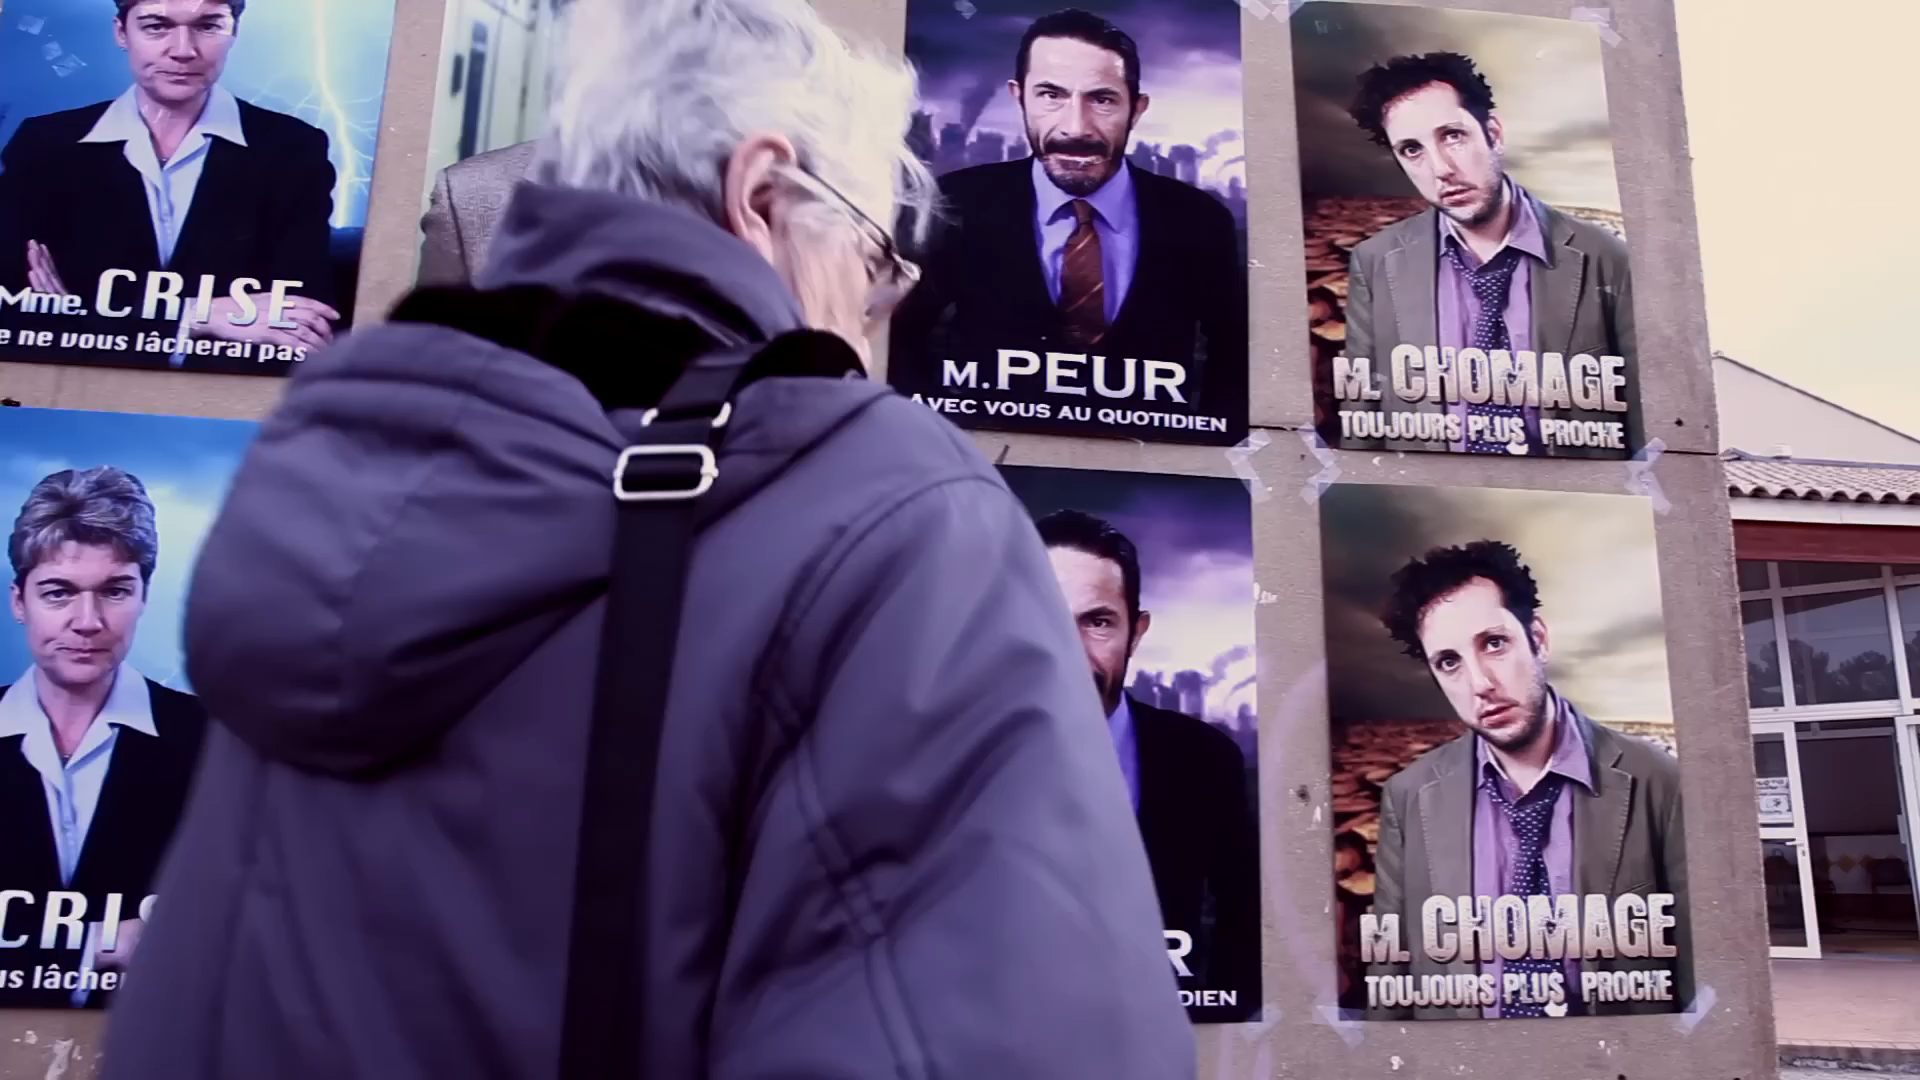 Mme. CRISE
e ne vous lâcherai pas
M. PEUR
AVEC VOUS AU QUOTIDIEN
M. CHOMAGE
TOUJOURS PLUS PROCHE
CRIS
us lâche
R
DIEN
M. CHOMAGE
TOUJOURS PLUS PROCHE